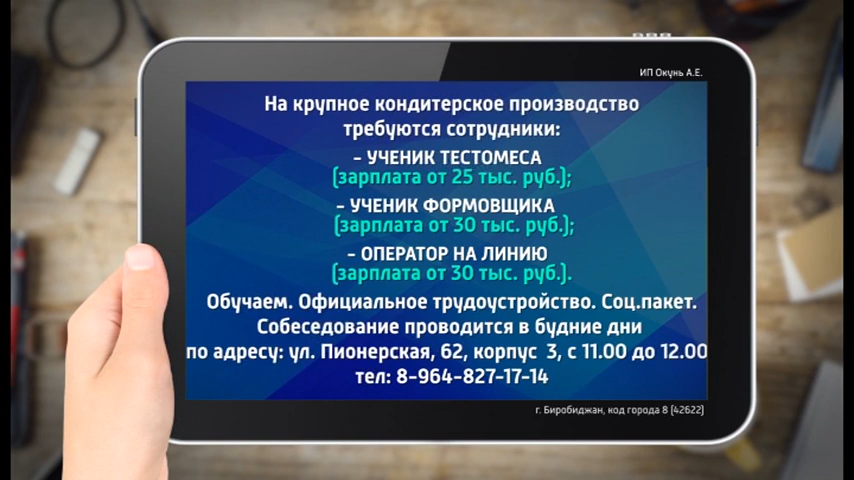 ИП Окунь А.Е.
На крупное кондитерское производство
требуются сотрудники:
- УЧЕНИК ТЕСТОМЕСА
(зарплата от 25 тыс. руб.);
- УЧЕНИК ФОРМОВЩИКА
(зарплата от 30 тыс. руб.);
- ОПЕРАТОР НА ЛИНИЮ
(зарплата от 30 тыс. руб.).
Обучаем. Официальное трудоустройство. Соц.пакет.
Собеседование проводится в будние дни
по адресу: ул. Пионерская, 62, корпус 3, с 11.00 до 12.00
тел: 8-964-827-17-14
г. Биробиджан, код города 8 (42622)